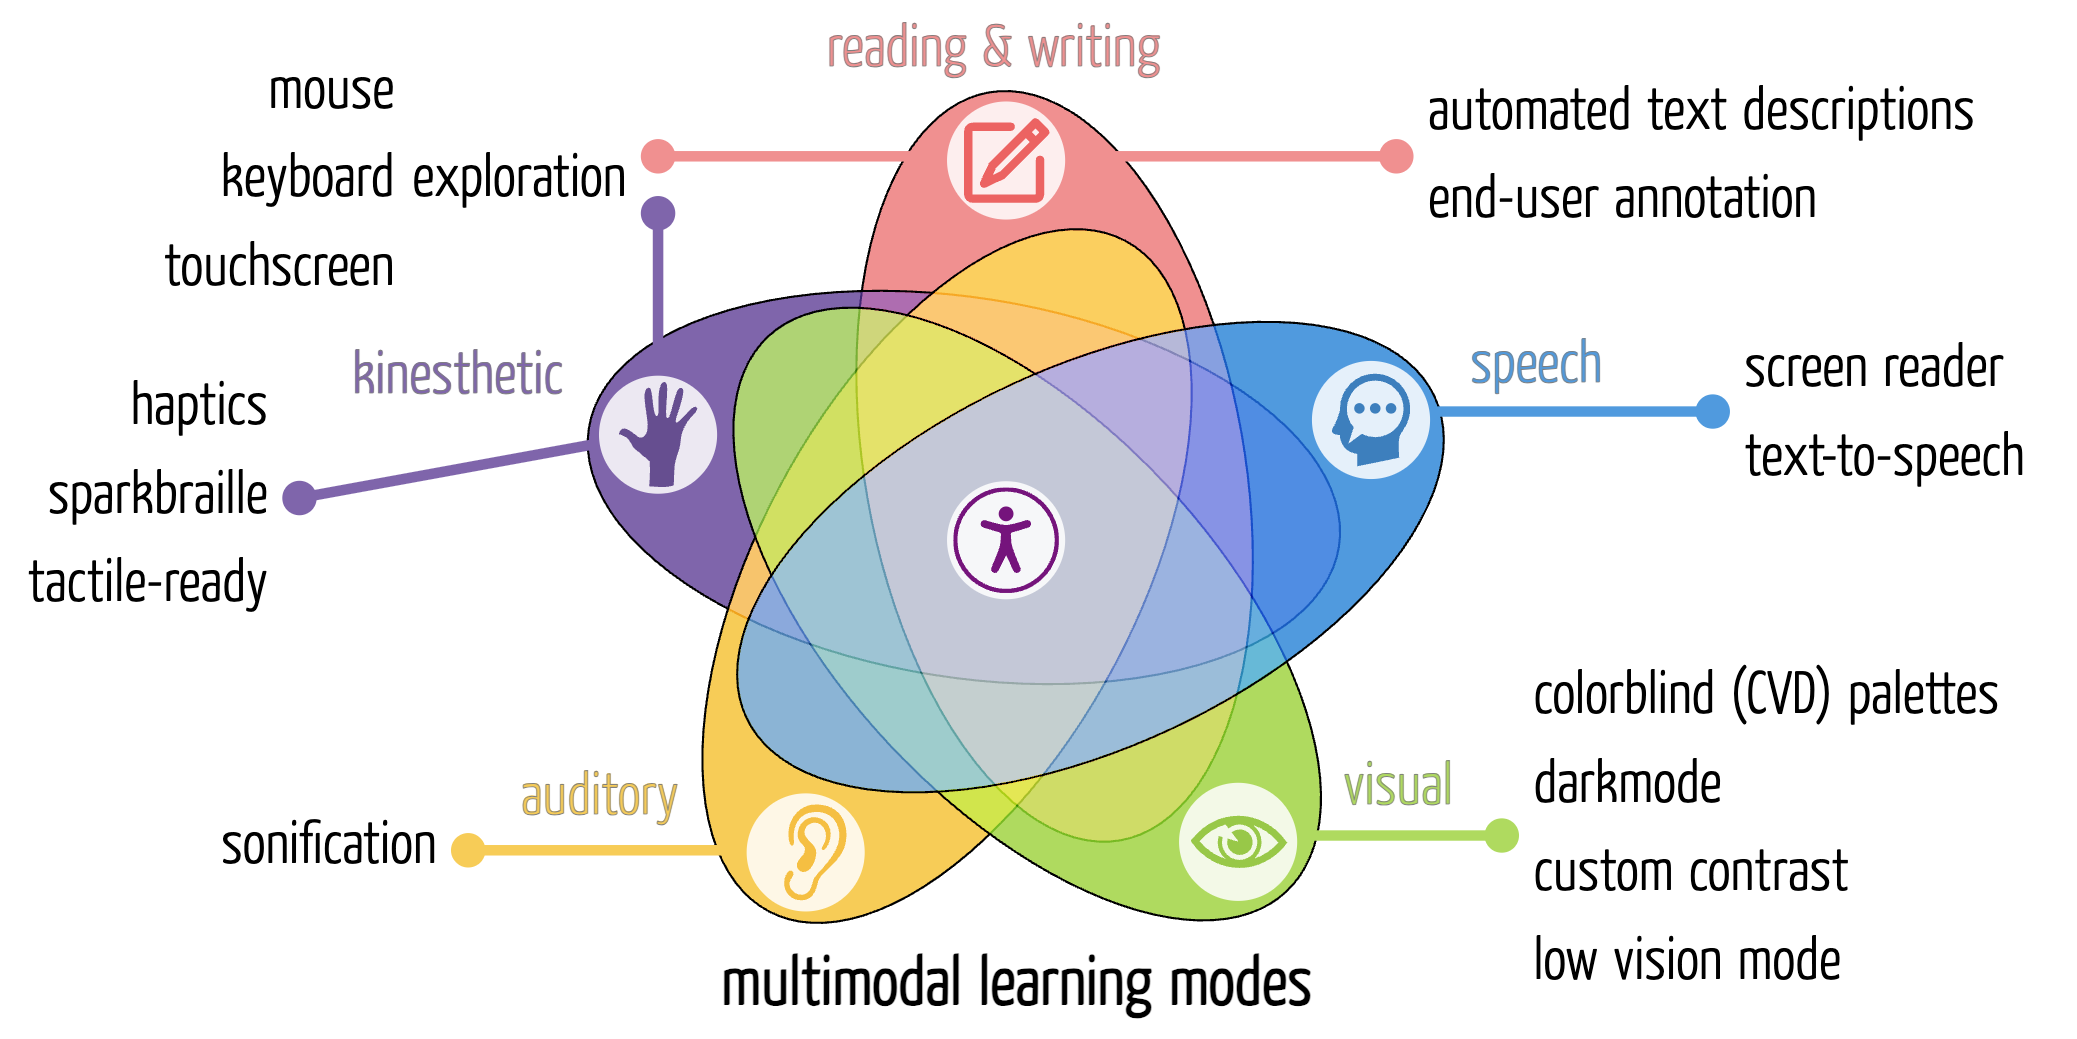 reading & writing
mouse
keyboard exploration
touchscreen
automated text descriptions
end-user annotation
kinesthetic
haptics
sparkbraille
tactile-ready
speech
screen reader
text-to-speech
auditory
sonification
visual
colorblind (CVD) palettes
darkmode
custom contrast
low vision mode
multimodal learning modes